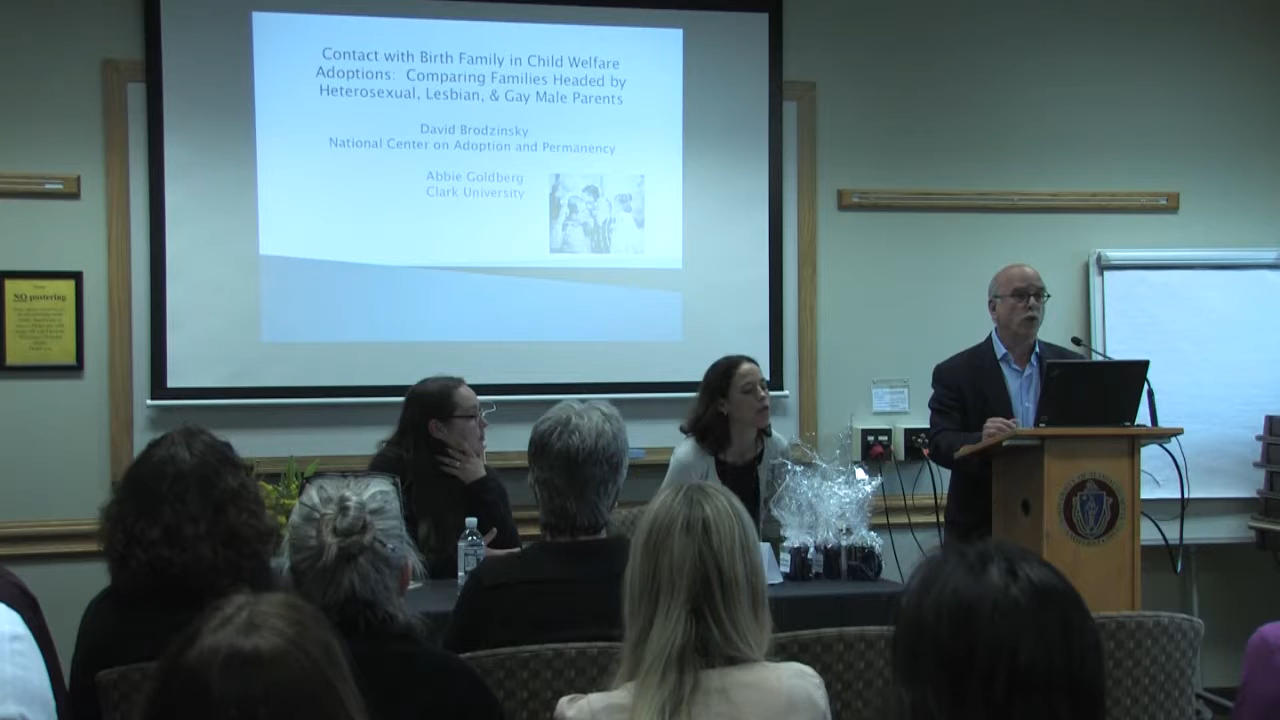 Contact with Birth Family in Child Welfare
Adoptions: Comparing Families Headed by
Heterosexual, Lesbian, & Gay Male Parents
David Brodzinsky
National Center on Adoption and Permanency
Abbie Goldberg
Clark University
NO postering